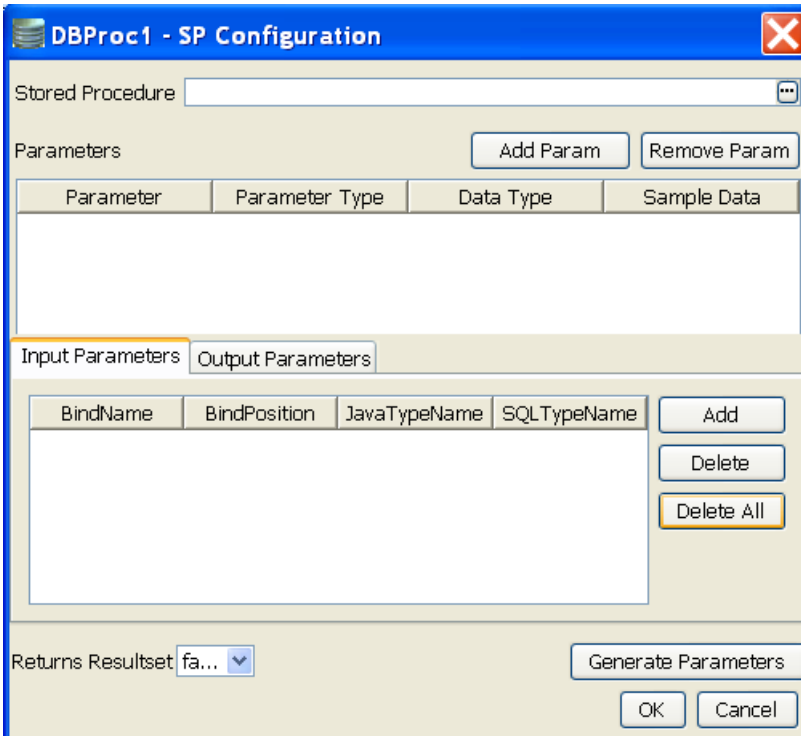 DBProc1 - SP Configuration
Stored Procedure
Parameters Add Param Remove Param
Parameter Parameter Type Data Type Sample Data
Input Parameters Output Parameters
BindName BindPosition JavaTypeName SQLTypeName Add
Delete
Delete All
Returns Resultset fa... Generate Parameters
OK Cancel